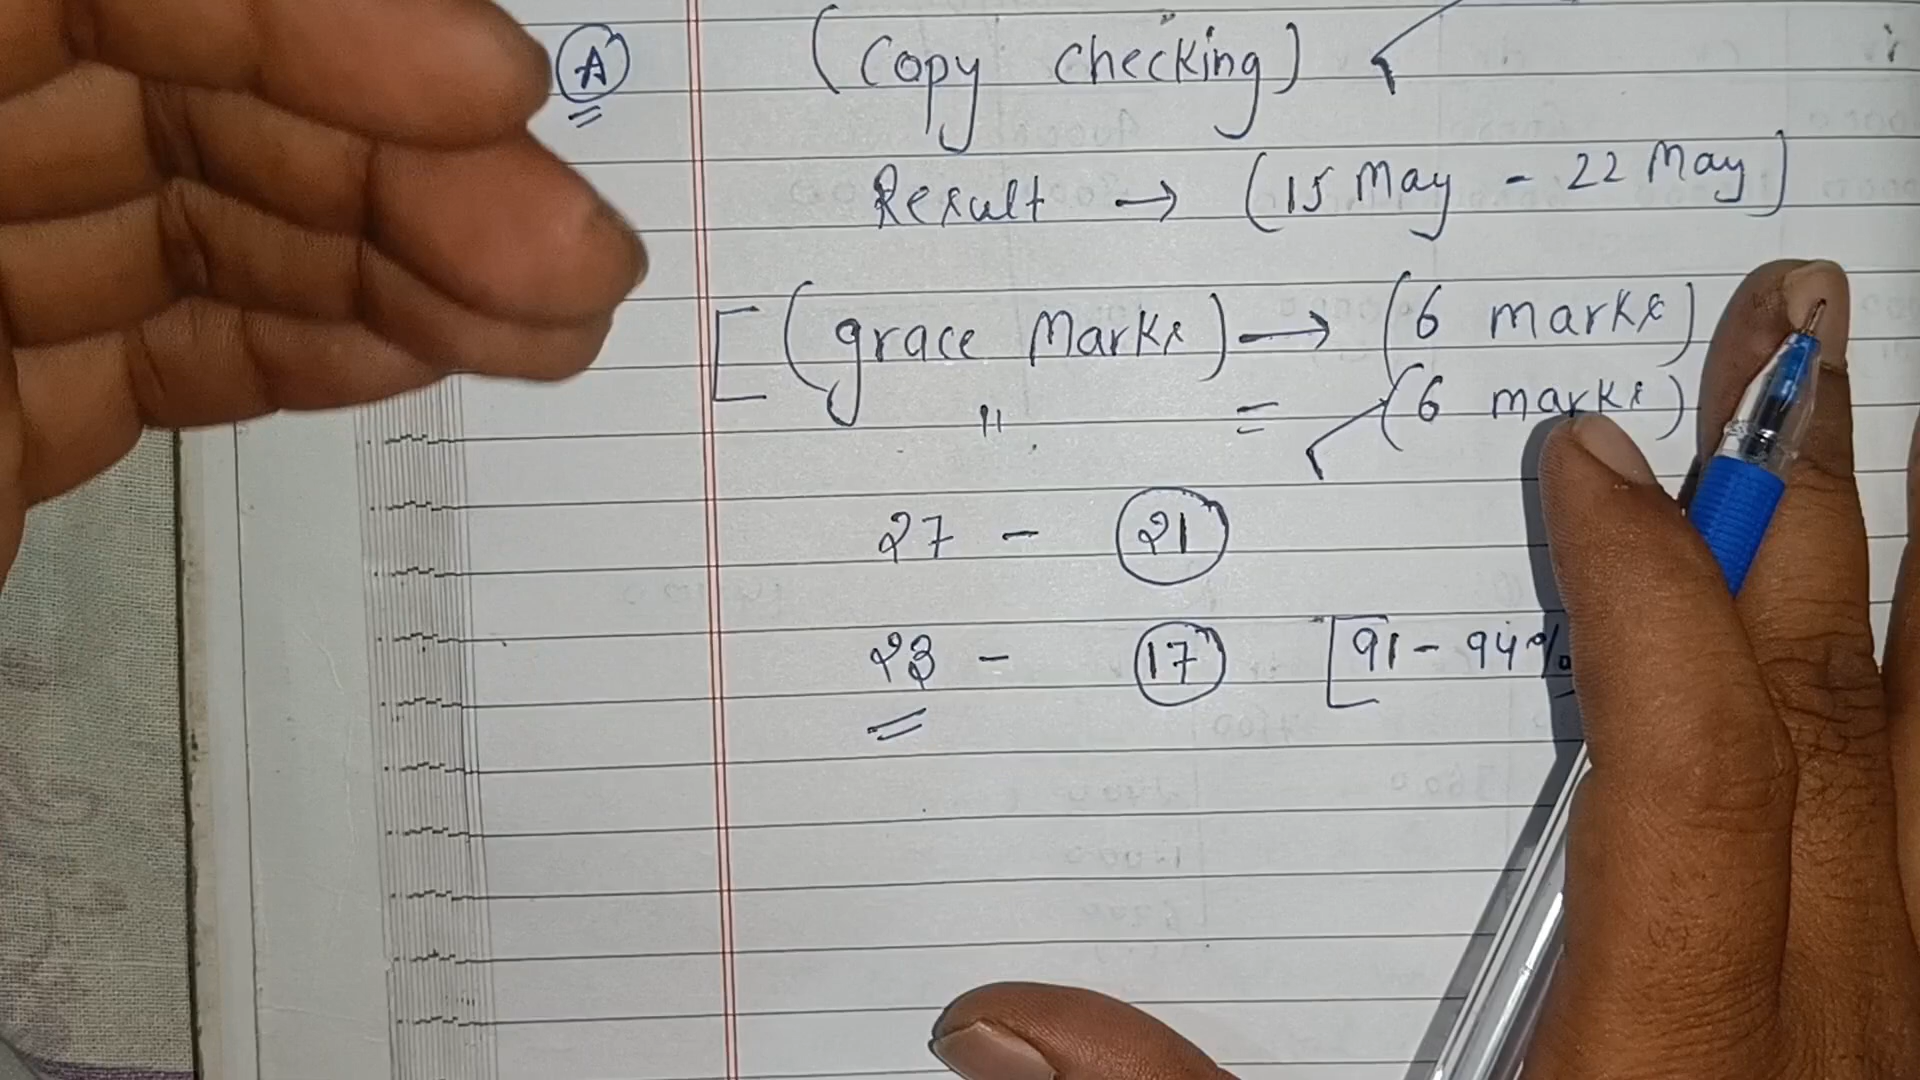 A (Copy Checking)
Result → (15 May - 22 May)
[(grace Marks) → (6 marks)
" = (6 marks)
27 - 21
23 - 17 [91 - 94%